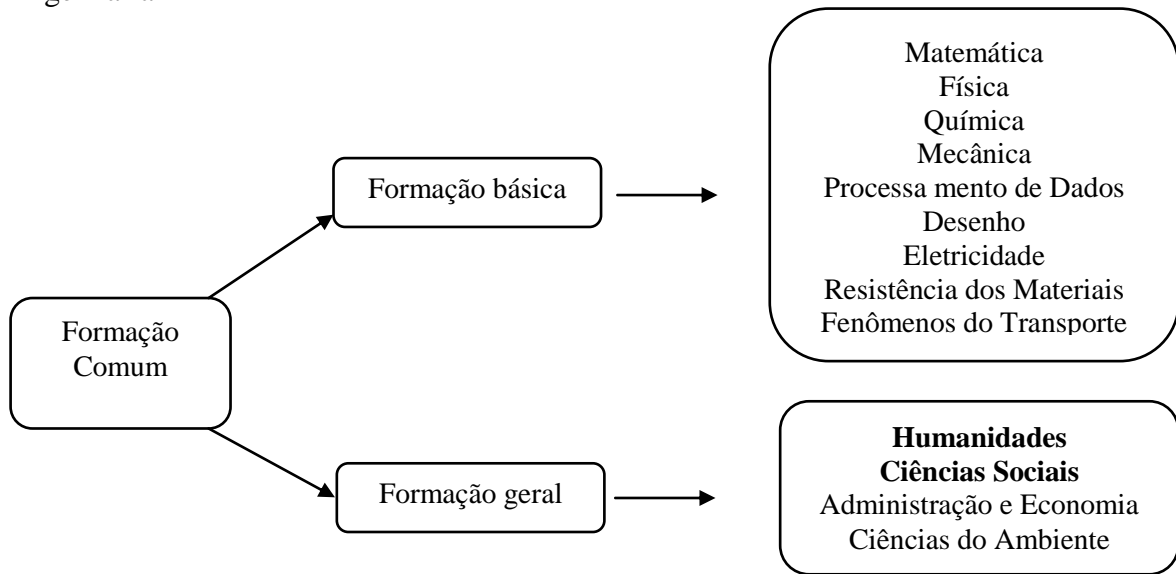 Matemática
Física
Química
Mecânica
Processa mento de Dados
Desenho
Eletricidade
Resistência dos Materiais
Fenômenos do Transporte
Formação básica
Formação
Comum
Formação geral
Humanidades
Ciências Sociais
Administração e Economia
Ciências do Ambiente